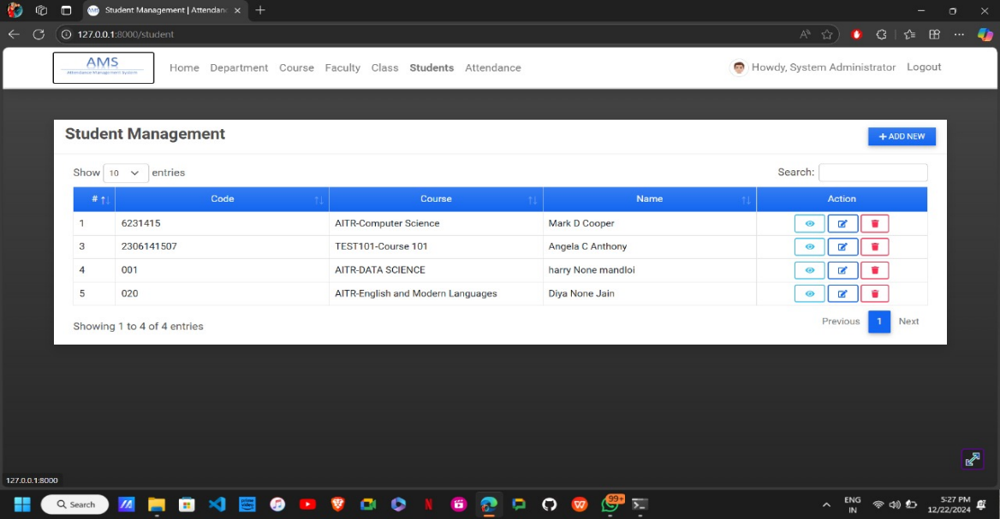 Student Management | Attendanc
127.0.0.1:8000/student
AMS
Attendance Management System
Home Department Course Faculty Class Students Attendance
Howdy, System Administrator Logout
Student Management
+ ADD NEW
Show 10 entries
Search:
# Code Course Name Action
1 6231415 AITR-Computer Science Mark D Cooper
3 2306141507 TEST101-Course 101 Angela C Anthony
4 001 AITR-DATA SCIENCE harry None mandloi
5 020 AITR-English and Modern Languages Diya None Jain
Showing 1 to 4 of 4 entries
Previous 1 Next
127.0.0.1:8000
Search
99+
ENG
IN
5:27 PM
12/22/2024